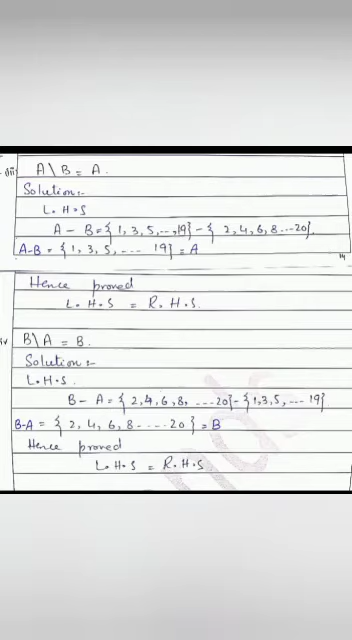 iii A \ B = A.
Solution:-
L.H.S
A - B = { 1, 3, 5, ..., 19} - { 2, 4, 6, 8 ... 20}.
A-B = { 1, 3, 5, .... 19} = A
Hence proved
L.H.S = R.H.S.
iv B\A = B.
Solution:-
L.H.S.
B - A = { 2, 4, 6, 8, .... 20} - {1, 3, 5, .... 19}
B-A = { 2, 4, 6, 8 ..... 20 } = B
Hence proved
L.H.S = R.H.S